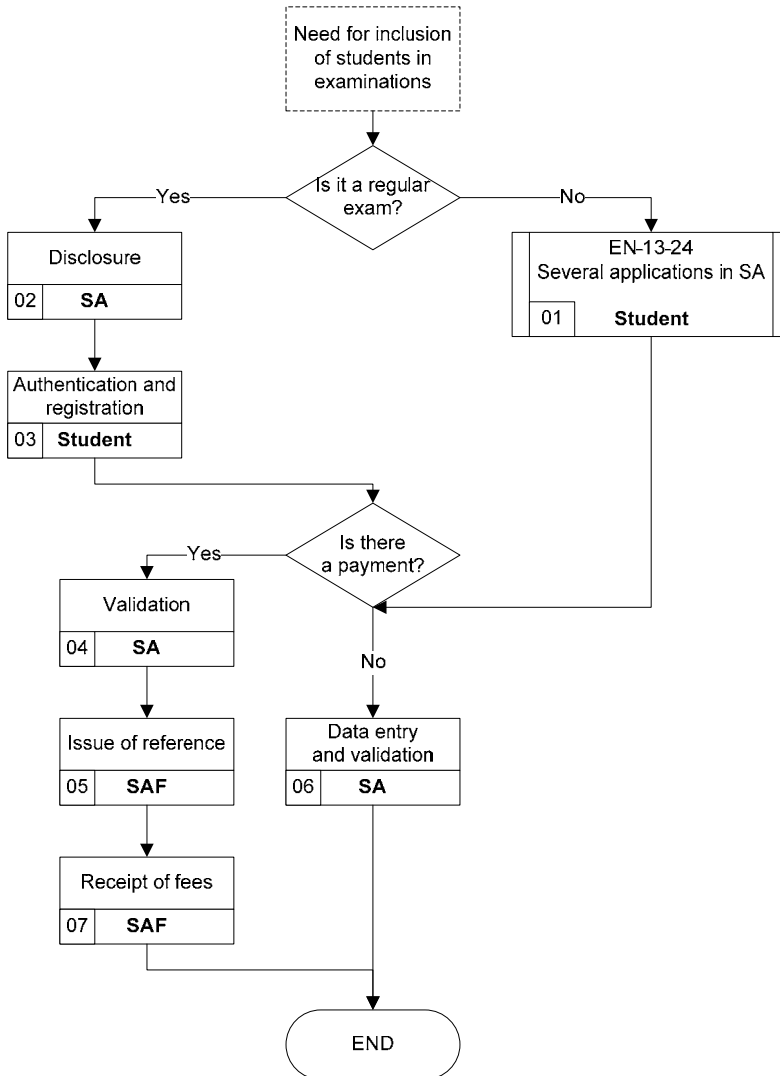 Need for inclusion
of students in
examinations
Is it a regular
exam?
Yes
No
Disclosure
02 SA
EN-13-24
Several applications in SA
01 Student
Authentication and
registration
03 Student
Is there
a payment?
Yes
No
Validation
04 SA
Issue of reference
05 SAF
Data entry
and validation
06 SA
Receipt of fees
07 SAF
END